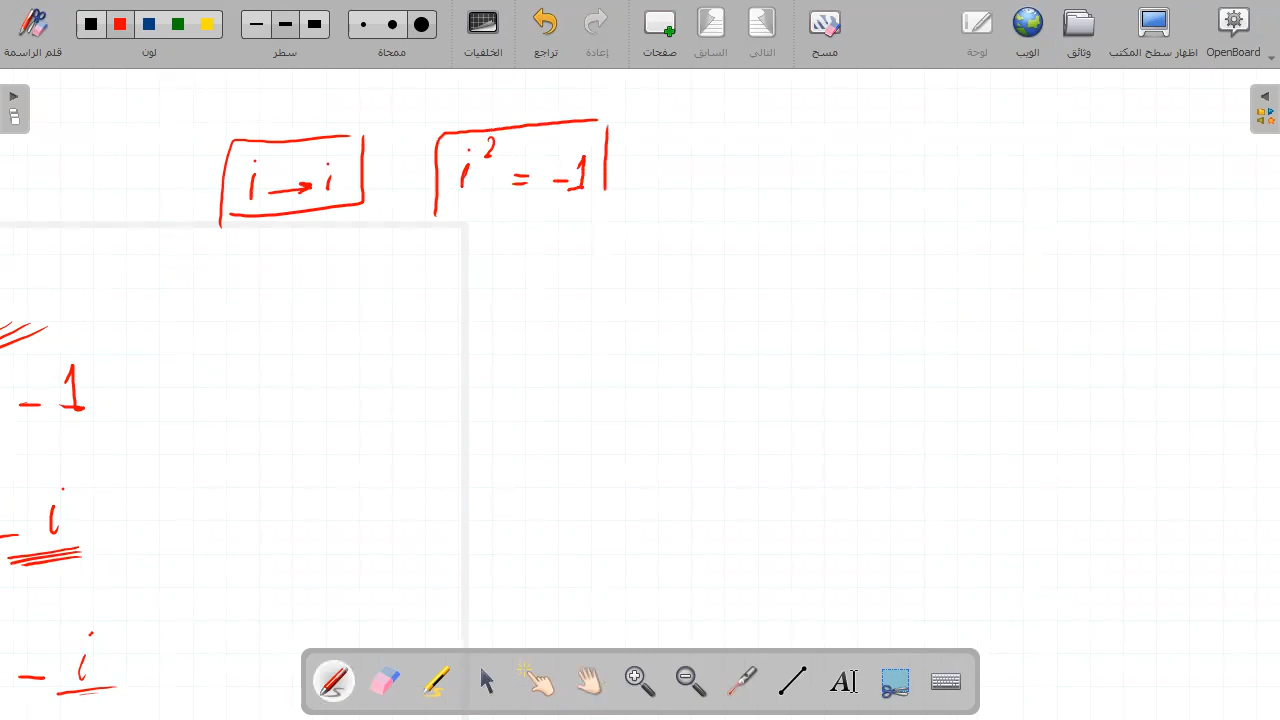 قلم الراسمة لون سطر ممحاة الخلفيات تراجع إعادة صفحات السابق التالي مسح لوحة الويب وثائق اظهار سطح المكتب OpenBoard
i → i i² = -1
- 1
- i
- i
AI